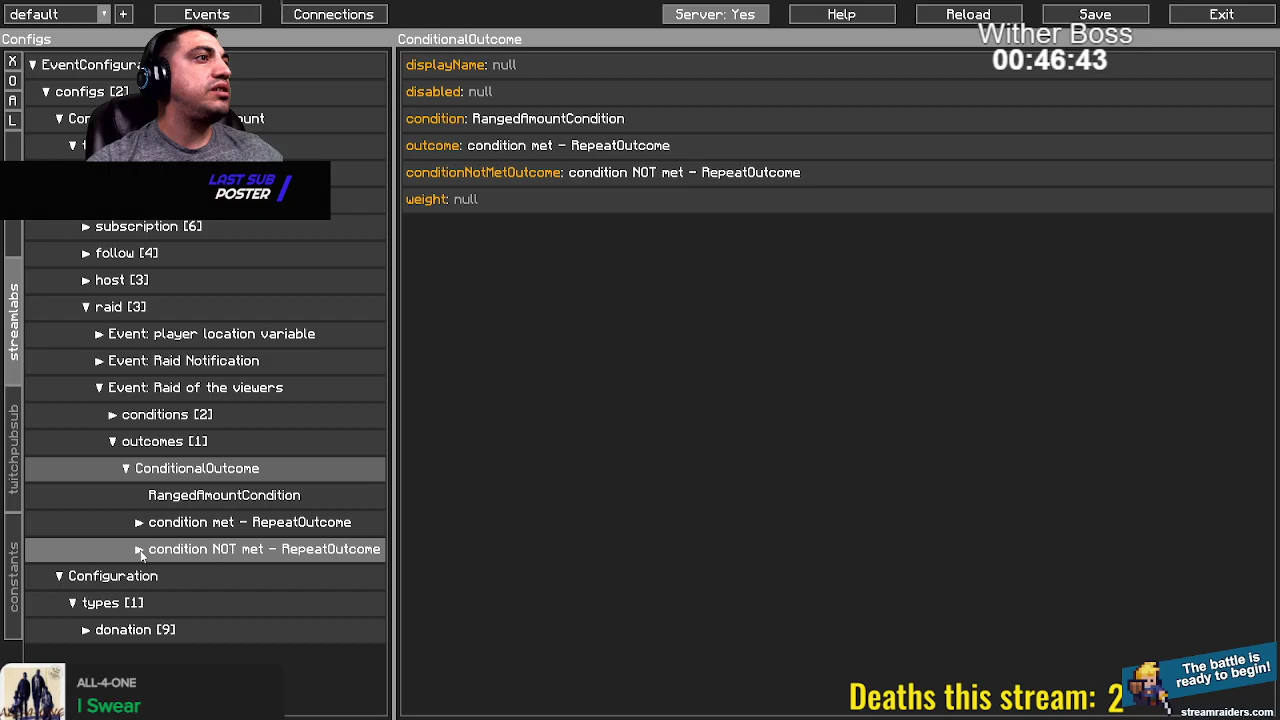 default
+
Events
Connections
Server: Yes
Help
Reload
Save
Exit
Configs
ConditionalOutcome
Wither Boss
00:46:43
X
O
A
L
streamlabs
twitchpubsub
constants
configs [2]
subscription [6]
follow [4]
host [3]
raid [3]
Event: player location variable
Event: Raid Notification
Event: Raid of the viewers
conditions [2]
outcomes [1]
ConditionalOutcome
RangedAmountCondition
condition met - RepeatOutcome
condition NOT met - RepeatOutcome
Configuration
types [1]
donation [9]
displayName: null
disabled: null
condition: RangedAmountCondition
outcome: condition met - RepeatOutcome
conditionNotMetOutcome: condition NOT met - RepeatOutcome
weight: null
LAST SUB
POSTER
ALL-4-ONE
I Swear
Deaths this stream: 2
The battle is
ready to begin!
streamraiders.com